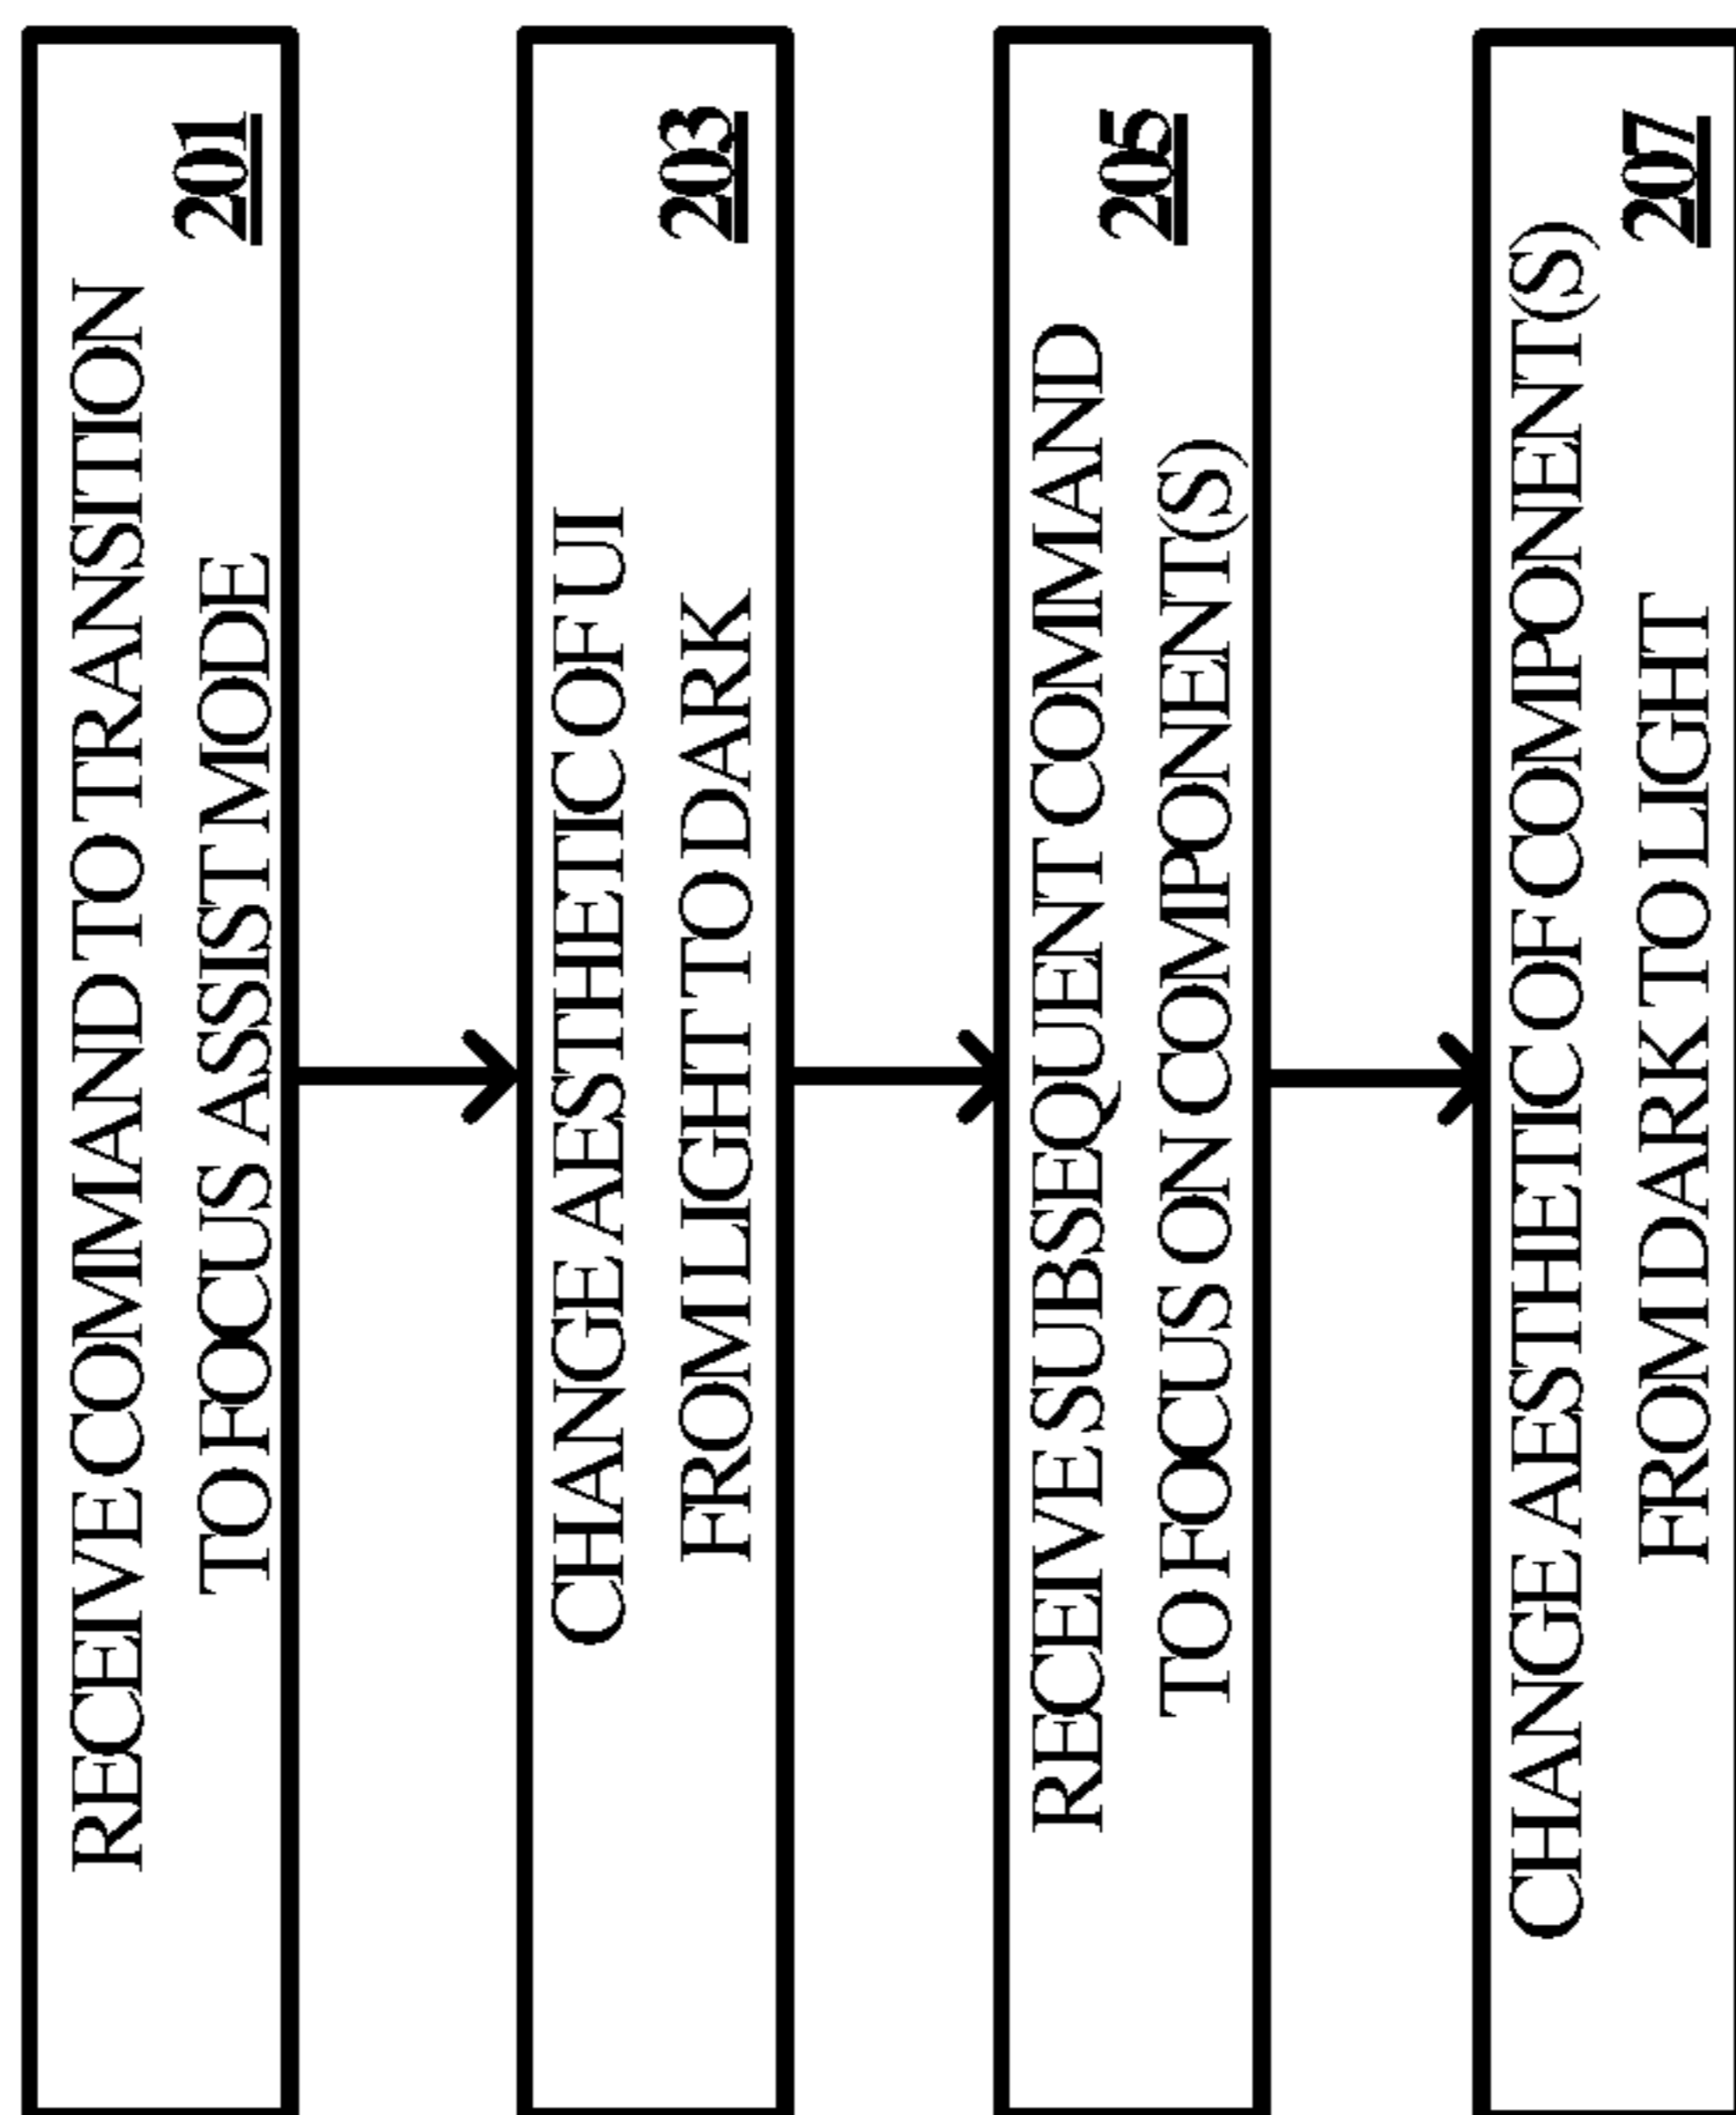 RECEIVE COMMAND TO TRANSITION
TO FOCUS ASSIST MODE
201
CHANGE AESTHETIC OF UI
FROM LIGHT TO DARK
203
RECEIVE SUBSEQUENT COMMAND
TO FOCUS ON COMPONENT(S)
205
CHANGE AESTHETIC OF COMPONENT(S)
FROM DARK TO LIGHT
207